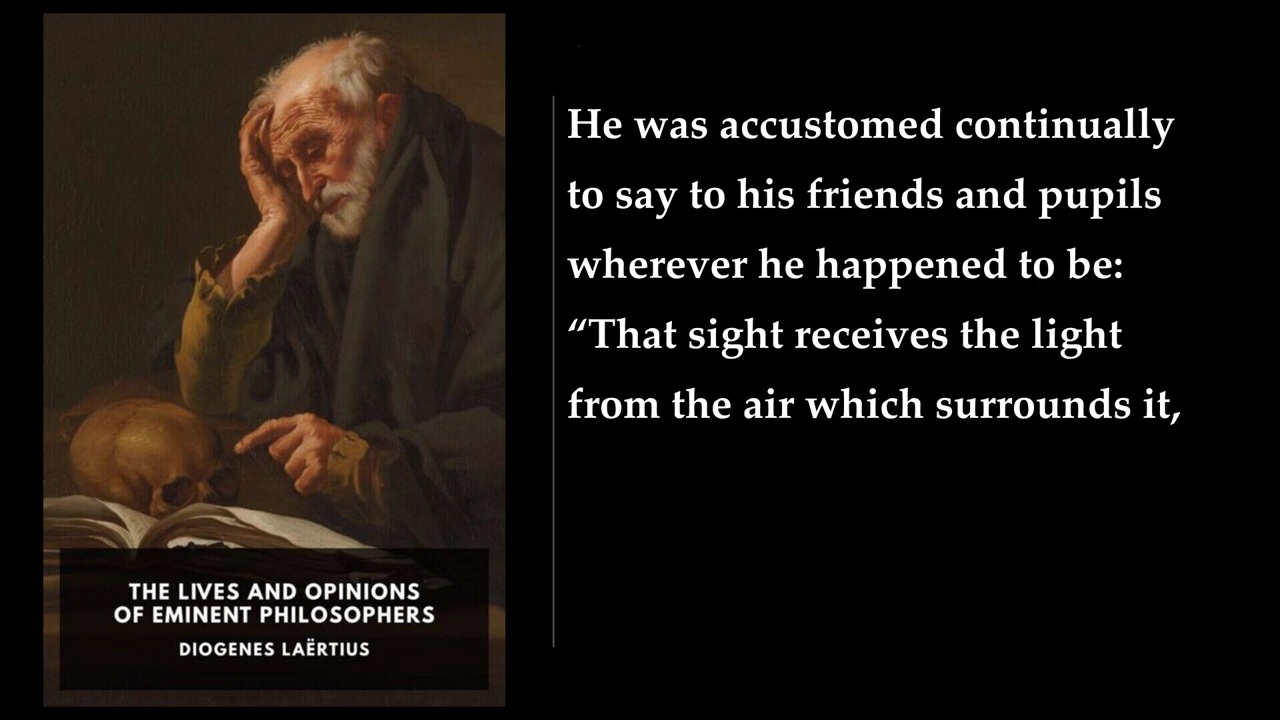 He was accustomed continually
to say to his friends and pupils
wherever he happened to be:
“That sight receives the light
from the air which surrounds it,
THE LIVES AND OPINIONS
OF EMINENT PHILOSOPHERS
DIOGENES LAËRTIUS